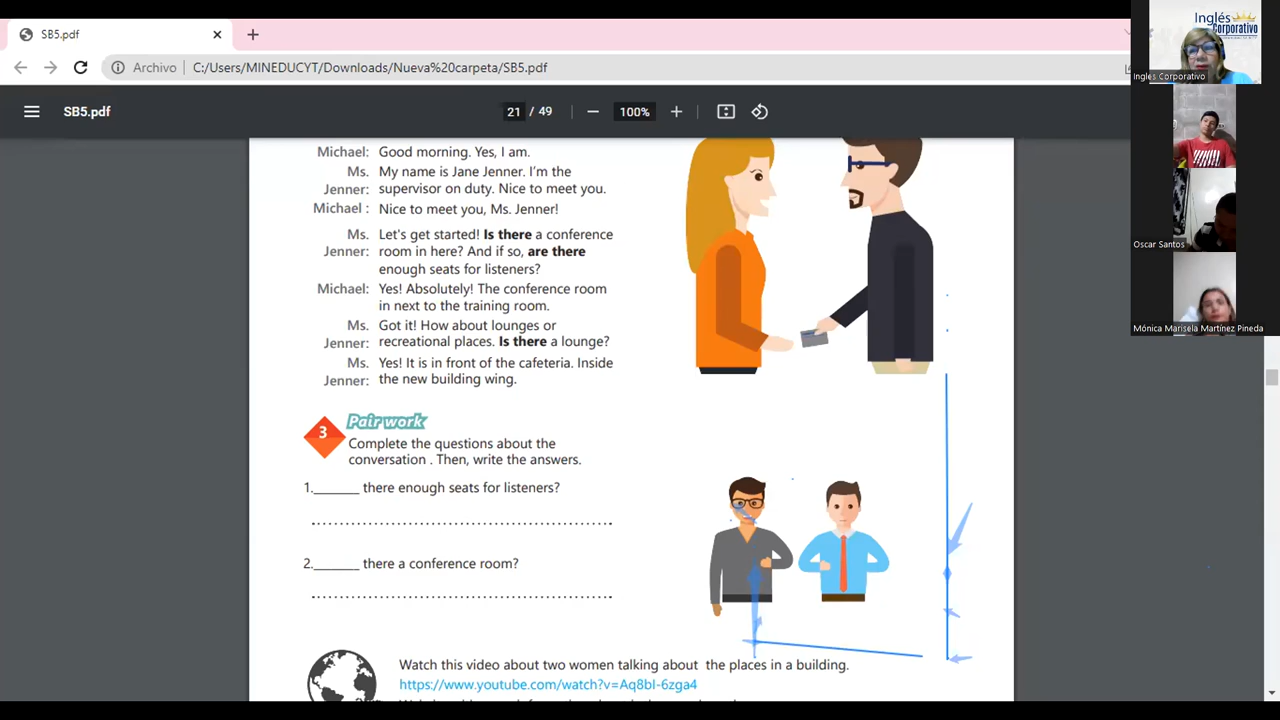 SB5.pdf
Archivo
C:/Users/MINEDUCYT/Downloads/Nueva%20carpeta/SB5.pdf
SB5.pdf
21 / 49
100%
Michael: Good morning. Yes, I am.
Ms. My name is Jane Jenner. I'm the
Jenner: supervisor on duty. Nice to meet you.
Michael : Nice to meet you, Ms. Jenner!
Ms. Let's get started! Is there a conference
Jenner: room in here? And if so, are there
enough seats for listeners?
Michael: Yes! Absolutely! The conference room
in next to the training room.
Ms. Got it! How about lounges or
Jenner: recreational places. Is there a lounge?
Ms. Yes! It is in front of the cafeteria. Inside
Jenner: the new building wing.
3
Pair work
Complete the questions about the
conversation . Then, write the answers.
1.______ there enough seats for listeners?
2.______ there a conference room?
Watch this video about two women talking about the places in a building.
https://www.youtube.com/watch?v=Aq8bI-6zga4
Inglés
Corporativo
Ingles Corporativo
Oscar Santos
Mónica Marisela Martínez Pineda